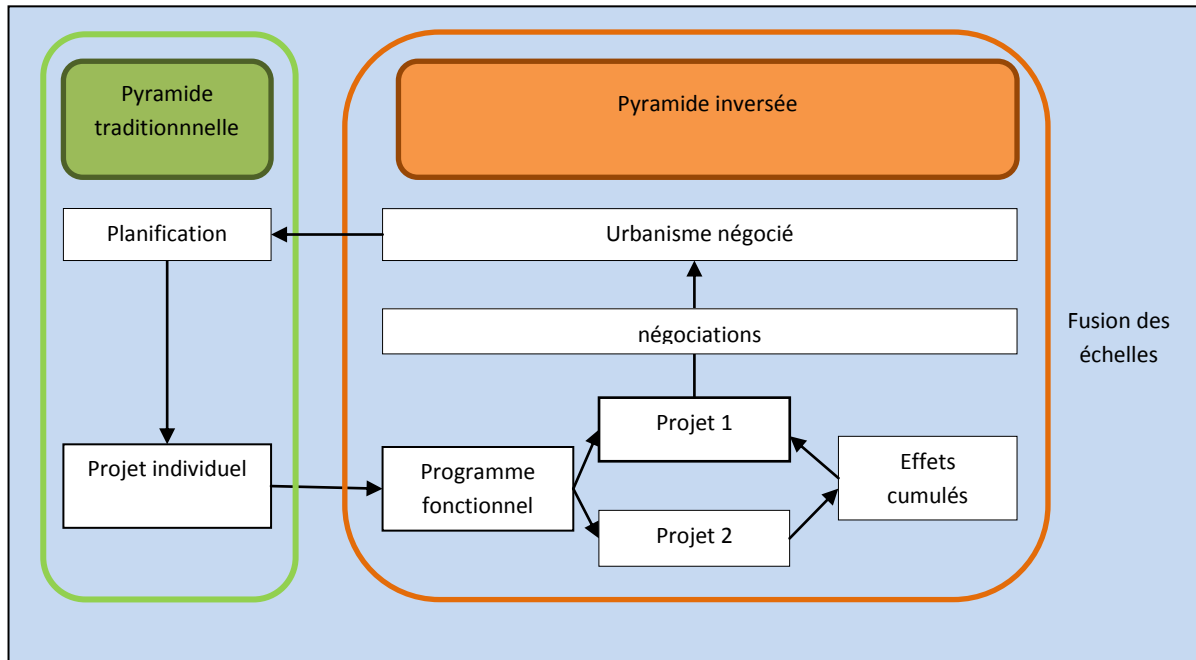 Pyramide
traditionnnelle
Pyramide inversée
Planification
Urbanisme négocié
négociations
Fusion des
échelles
Projet individuel
Programme
fonctionnel
Projet 1
Projet 2
Effets
cumulés